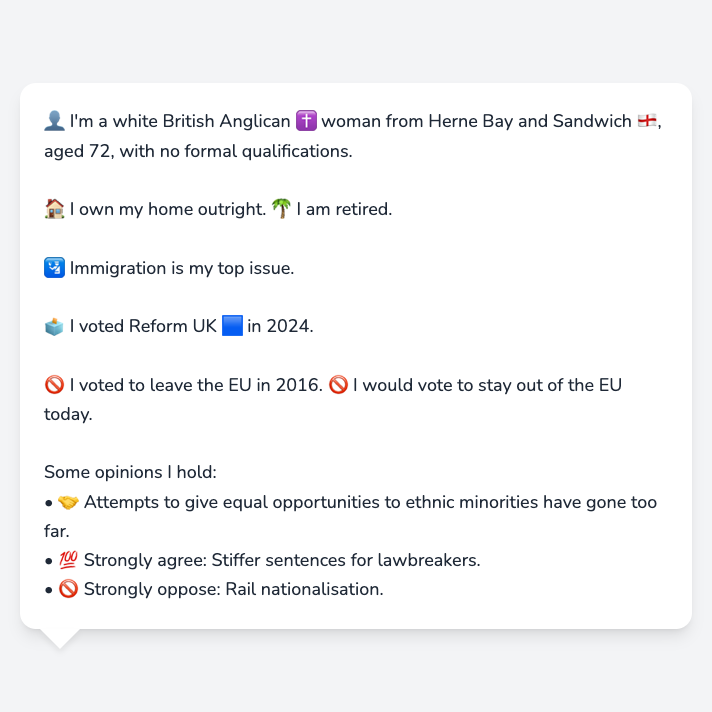 👤 I'm a white British Anglican ✝️ woman from Herne Bay and Sandwich 🏴󠁧󠁢󠁥󠁮󠁧󠁿,
aged 72, with no formal qualifications.
🏠 I own my home outright. 🌴 I am retired.
🛂 Immigration is my top issue.
🗳️ I voted Reform UK 🟦 in 2024.
🚫 I voted to leave the EU in 2016. 🚫 I would vote to stay out of the EU
today.
Some opinions I hold:
• 🤝 Attempts to give equal opportunities to ethnic minorities have gone too
far.
• 💯 Strongly agree: Stiffer sentences for lawbreakers.
• 🚫 Strongly oppose: Rail nationalisation.